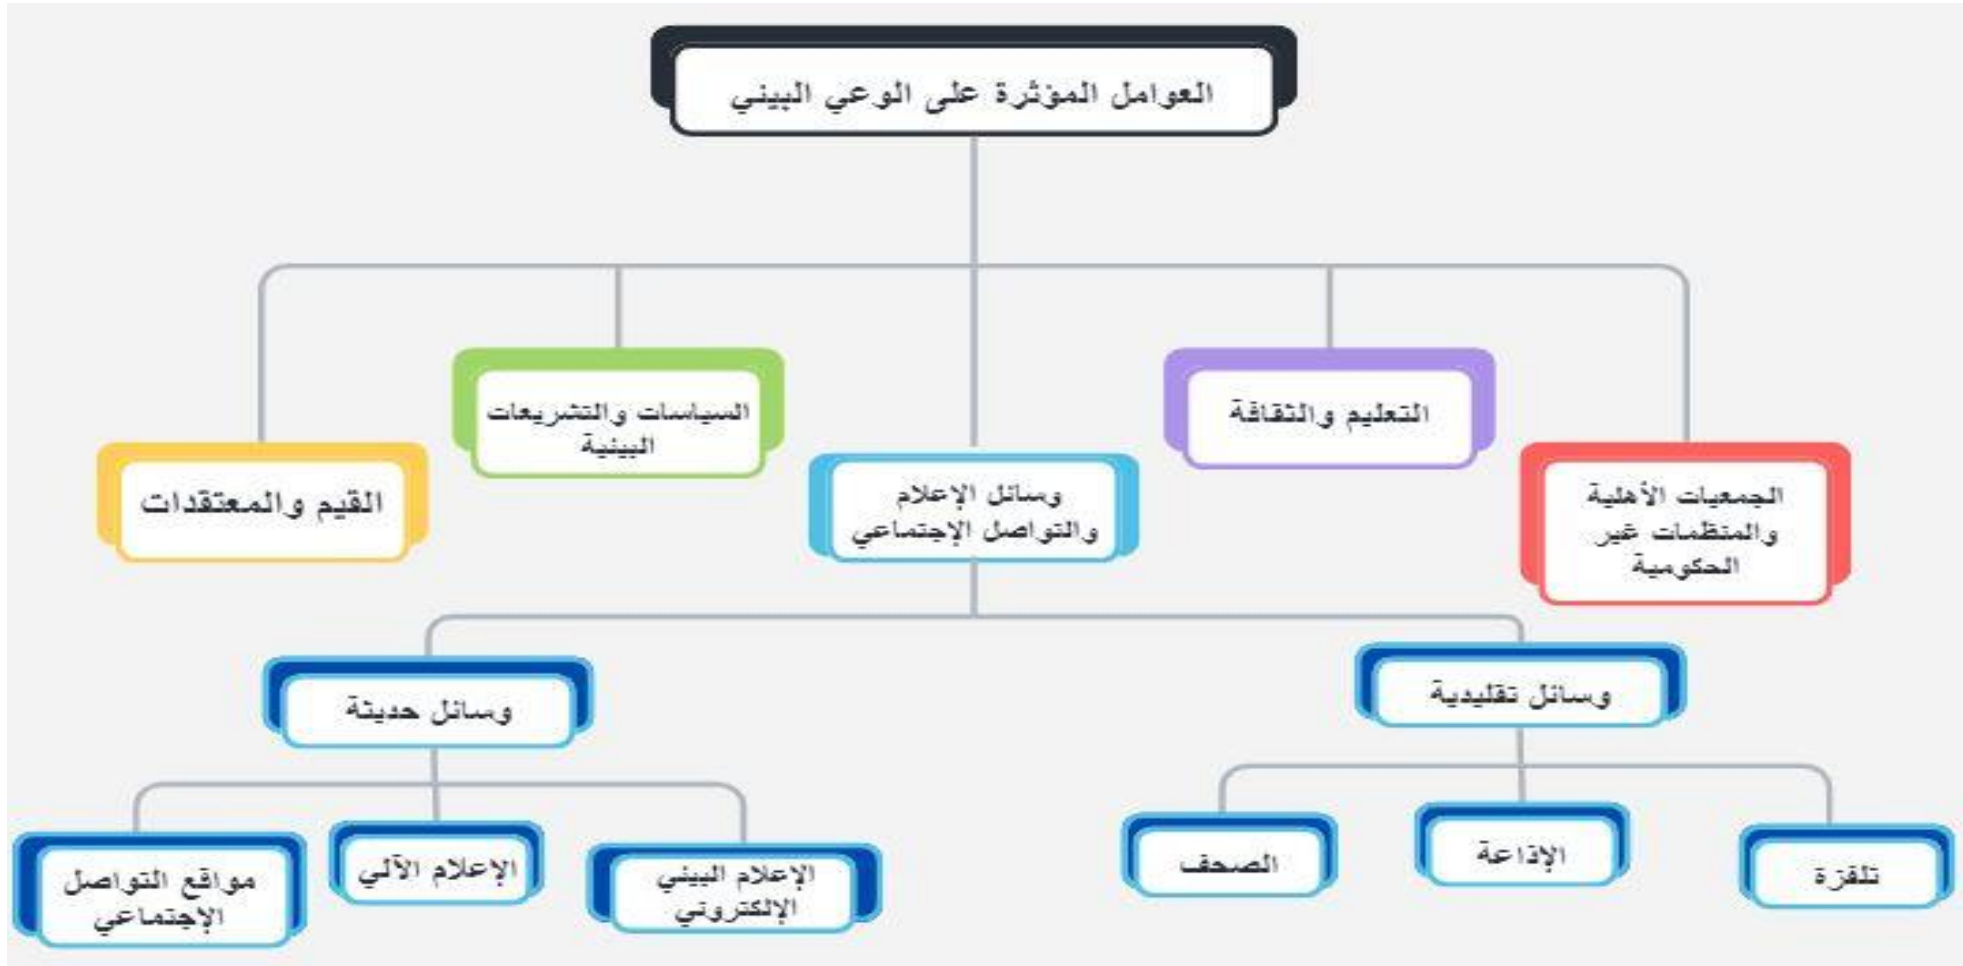 العوامل المؤثرة على الوعي البيئي
الجمعيات الأهلية
والمنظمات غير
الحكومية
التعليم والثقافة
وسائل الإعلام
والتواصل الإجتماعي
السياسات والتشريعات
البيئية
القيم والمعتقدات
وسائل تقليدية
وسائل حديثة
تلفزة
الإذاعة
الصحف
الإعلام البيئي
الإلكتروني
الإعلام الآلي
مواقع التواصل
الإجتماعي